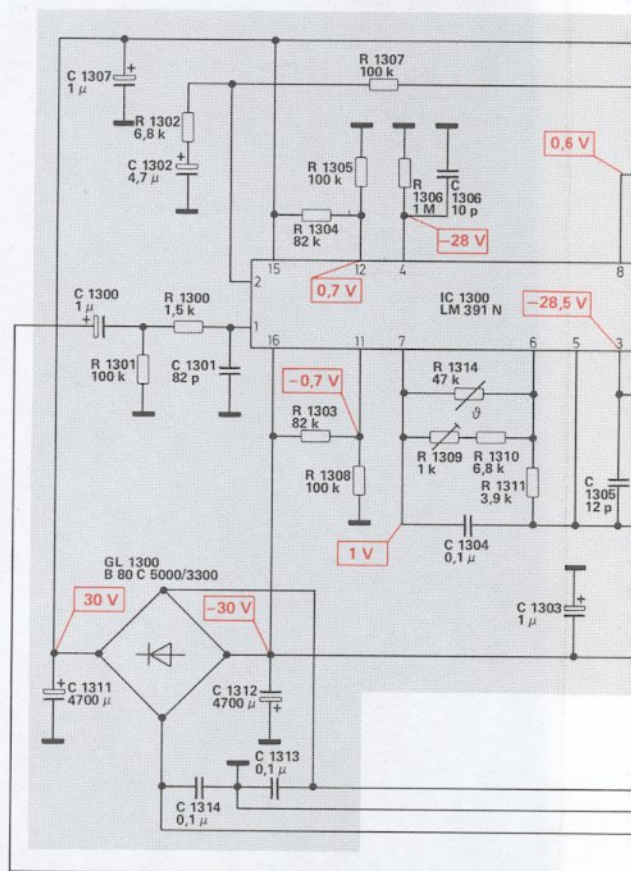 R 1307
100 k
C 1307
1 µ
R 1302
6,8 k
C 1302
4,7 µ
R 1305
100 k
R
1306
1 M
C
1306
10 p
0,6 V
R 1304
82 k
-28 V
15
12
4
8
2
0,7 V
IC 1300
LM 391 N
-28,5 V
C 1300
1 µ
R 1300
1,5 k
1
16
11
7
6
5
3
R 1301
100 k
C 1301
82 p
-0,7 V
R 1314
47 k
ϑ
R 1303
82 k
R 1309
1 k
R 1310
6,8 k
R 1308
100 k
R 1311
3,9 k
C
1305
12 p
C 1304
0,1 µ
1 V
GL 1300
B 80 C 5000/3300
30 V
-30 V
C 1303
1 µ
C 1311
4700 µ
C 1312
4700 µ
C 1313
0,1 µ
C 1314
0,1 µ